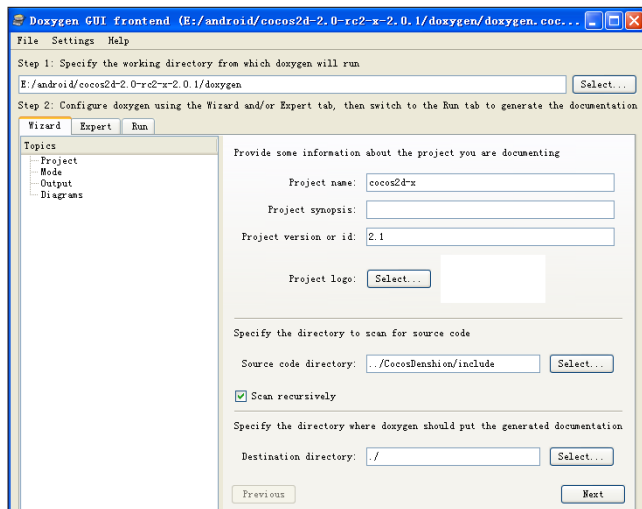 Doxygen GUI frontend (E:/android/cocos2d-2.0-rc2-x-2.0.1/doxygen/doxygen.coc...
File Settings Help
Step 1: Specify the working directory from which doxygen will run
E:/android/cocos2d-2.0-rc2-x-2.0.1/doxygen Select...
Step 2: Configure doxygen using the Wizard and/or Expert tab, then switch to the Run tab to generate the documentation
Wizard Expert Run
Topics
Project
Mode
Output
Diagrams
Provide some information about the project you are documenting
Project name: cocos2d-x
Project synopsis:
Project version or id: 2.1
Project logo: Select...
Specify the directory to scan for source code
Source code directory: ../CocosDenshion/include Select...
Scan recursively
Specify the directory where doxygen should put the generated documentation
Destination directory: ./ Select...
Previous Next